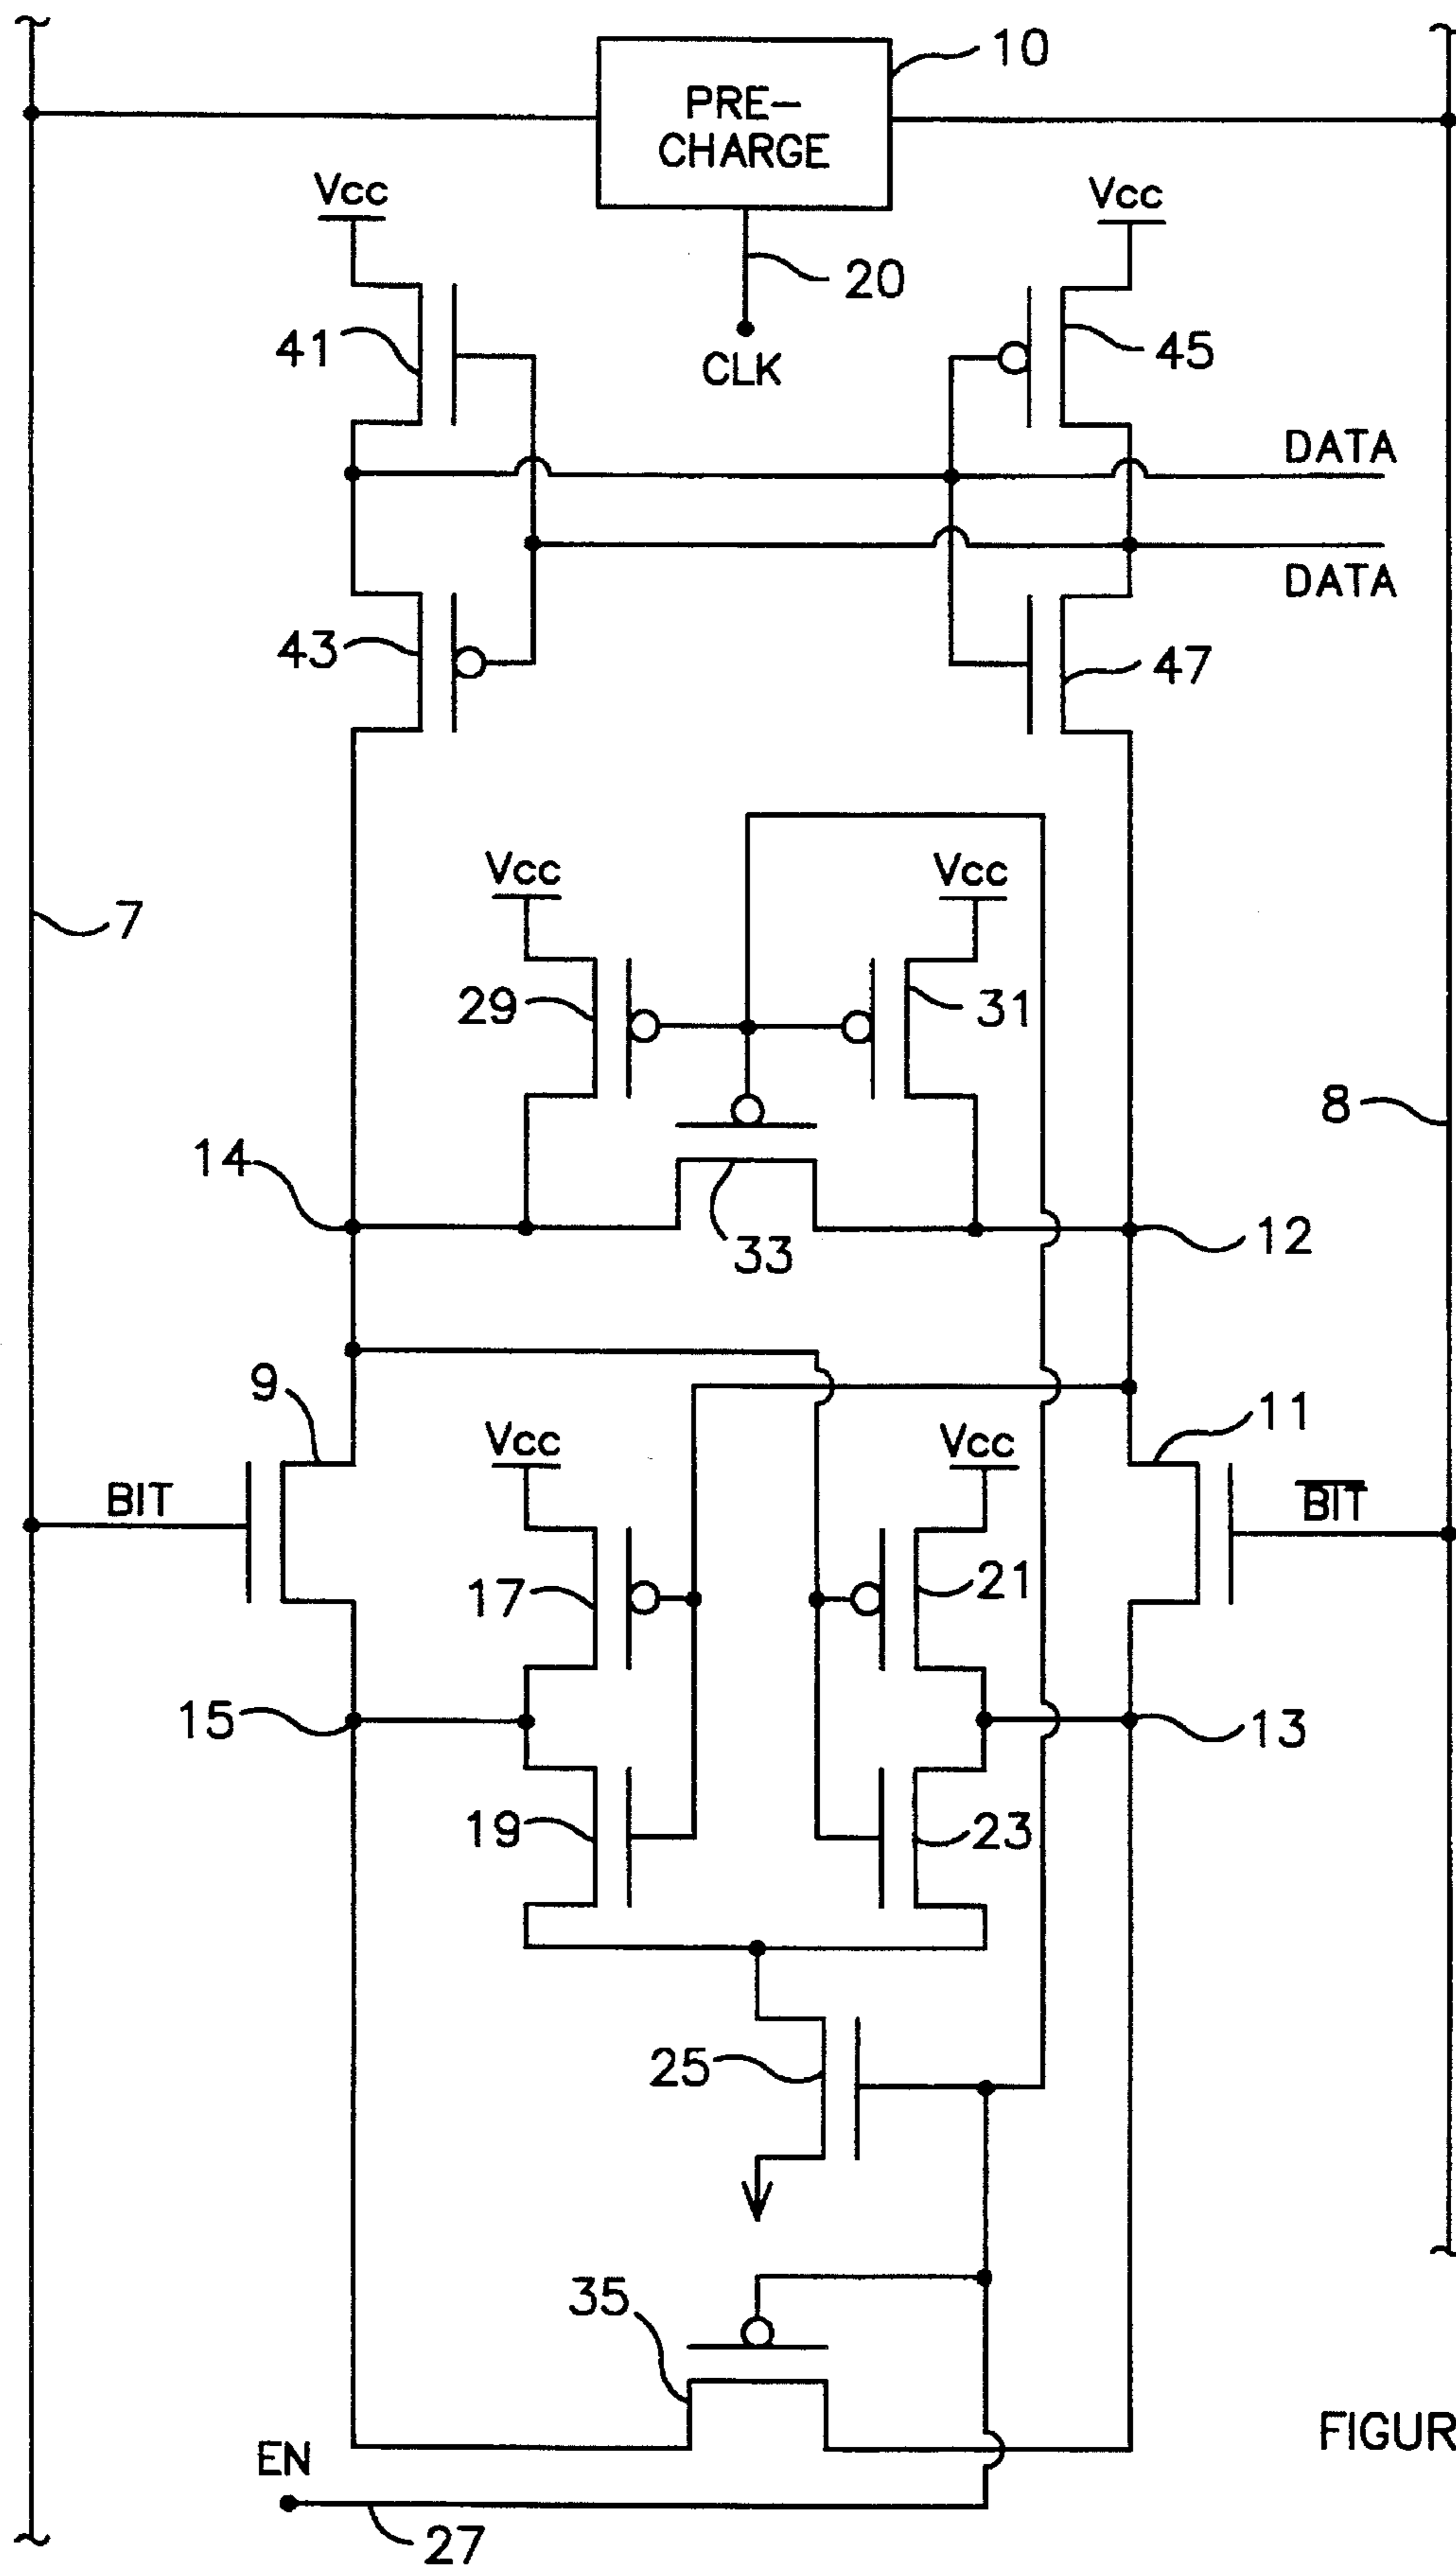 10
PRE-
CHARGE
Vcc
Vcc
20
41
CLK
45
DATA
DATA
43
47
Vcc
Vcc
7
29
31
8
14
33
12
9
11
Vcc
Vcc
BIT
BIT
17
21
15
13
19
23
25
35
FIGUR
EN
27